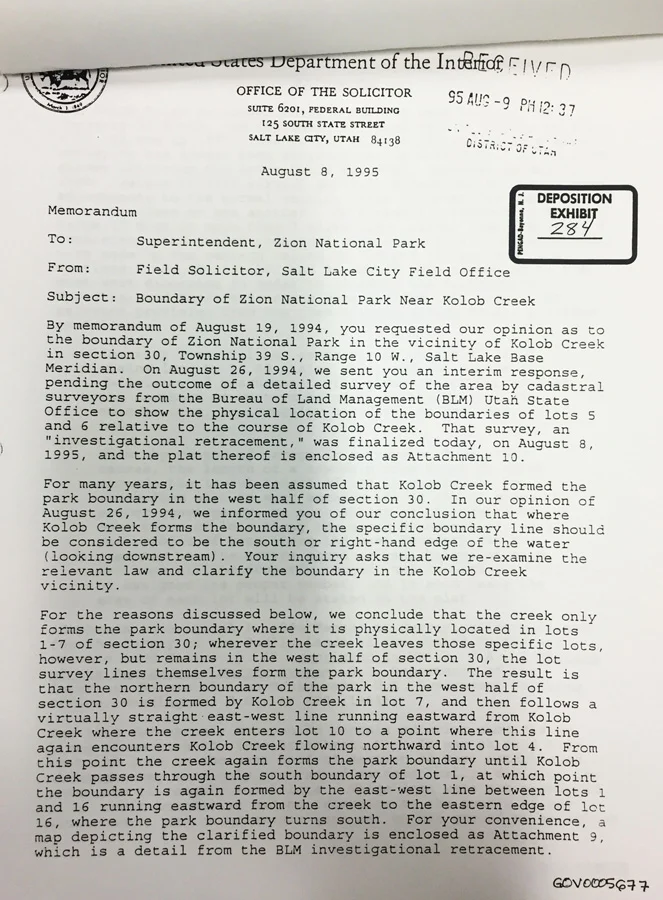 States Department of the Interior
RECEIVED
95 AUG -9 PM 12: 37
DISTRICT OF UTAH
OFFICE OF THE SOLICITOR
SUITE 6201, FEDERAL BUILDING
125 SOUTH STATE STREET
SALT LAKE CITY, UTAH 84138
August 8, 1995
PENGAD-Bayonne, N. J.
DEPOSITION
EXHIBIT
284
Memorandum
To: Superintendent, Zion National Park
From: Field Solicitor, Salt Lake City Field Office
Subject: Boundary of Zion National Park Near Kolob Creek
By memorandum of August 19, 1994, you requested our opinion as to
the boundary of Zion National Park in the vicinity of Kolob Creek
in section 30, Township 39 S., Range 10 W., Salt Lake Base
Meridian. On August 26, 1994, we sent you an interim response,
pending the outcome of a detailed survey of the area by cadastral
surveyors from the Bureau of Land Management (BLM) Utah State
Office to show the physical location of the boundaries of lots 5
and 6 relative to the course of Kolob Creek. That survey, an
"investigational retracement," was finalized today, on August 8,
1995, and the plat thereof is enclosed as Attachment 10.
For many years, it has been assumed that Kolob Creek formed the
park boundary in the west half of section 30. In our opinion of
August 26, 1994, we informed you of our conclusion that where
Kolob Creek forms the boundary, the specific boundary line should
be considered to be the south or right-hand edge of the water
(looking downstream). Your inquiry asks that we re-examine the
relevant law and clarify the boundary in the Kolob Creek
vicinity.
For the reasons discussed below, we conclude that the creek only
forms the park boundary where it is physically located in lots
1-7 of section 30; wherever the creek leaves those specific lots,
however, but remains in the west half of section 30, the lot
survey lines themselves form the park boundary. The result is
that the northern boundary of the park in the west half of
section 30 is formed by Kolob Creek in lot 7, and then follows a
virtually straight east-west line running eastward from Kolob
Creek where the creek enters lot 10 to a point where this line
again encounters Kolob Creek flowing northward into lot 4. From
this point the creek again forms the park boundary until Kolob
Creek passes through the south boundary of lot 1, at which point
the boundary is again formed by the east-west line between lots 1
and 16 running eastward from the creek to the eastern edge of lot
16, where the park boundary turns south. For your convenience, a
map depicting the clarified boundary is enclosed as Attachment 9,
which is a detail from the BLM investigational retracement.
GOV0005677